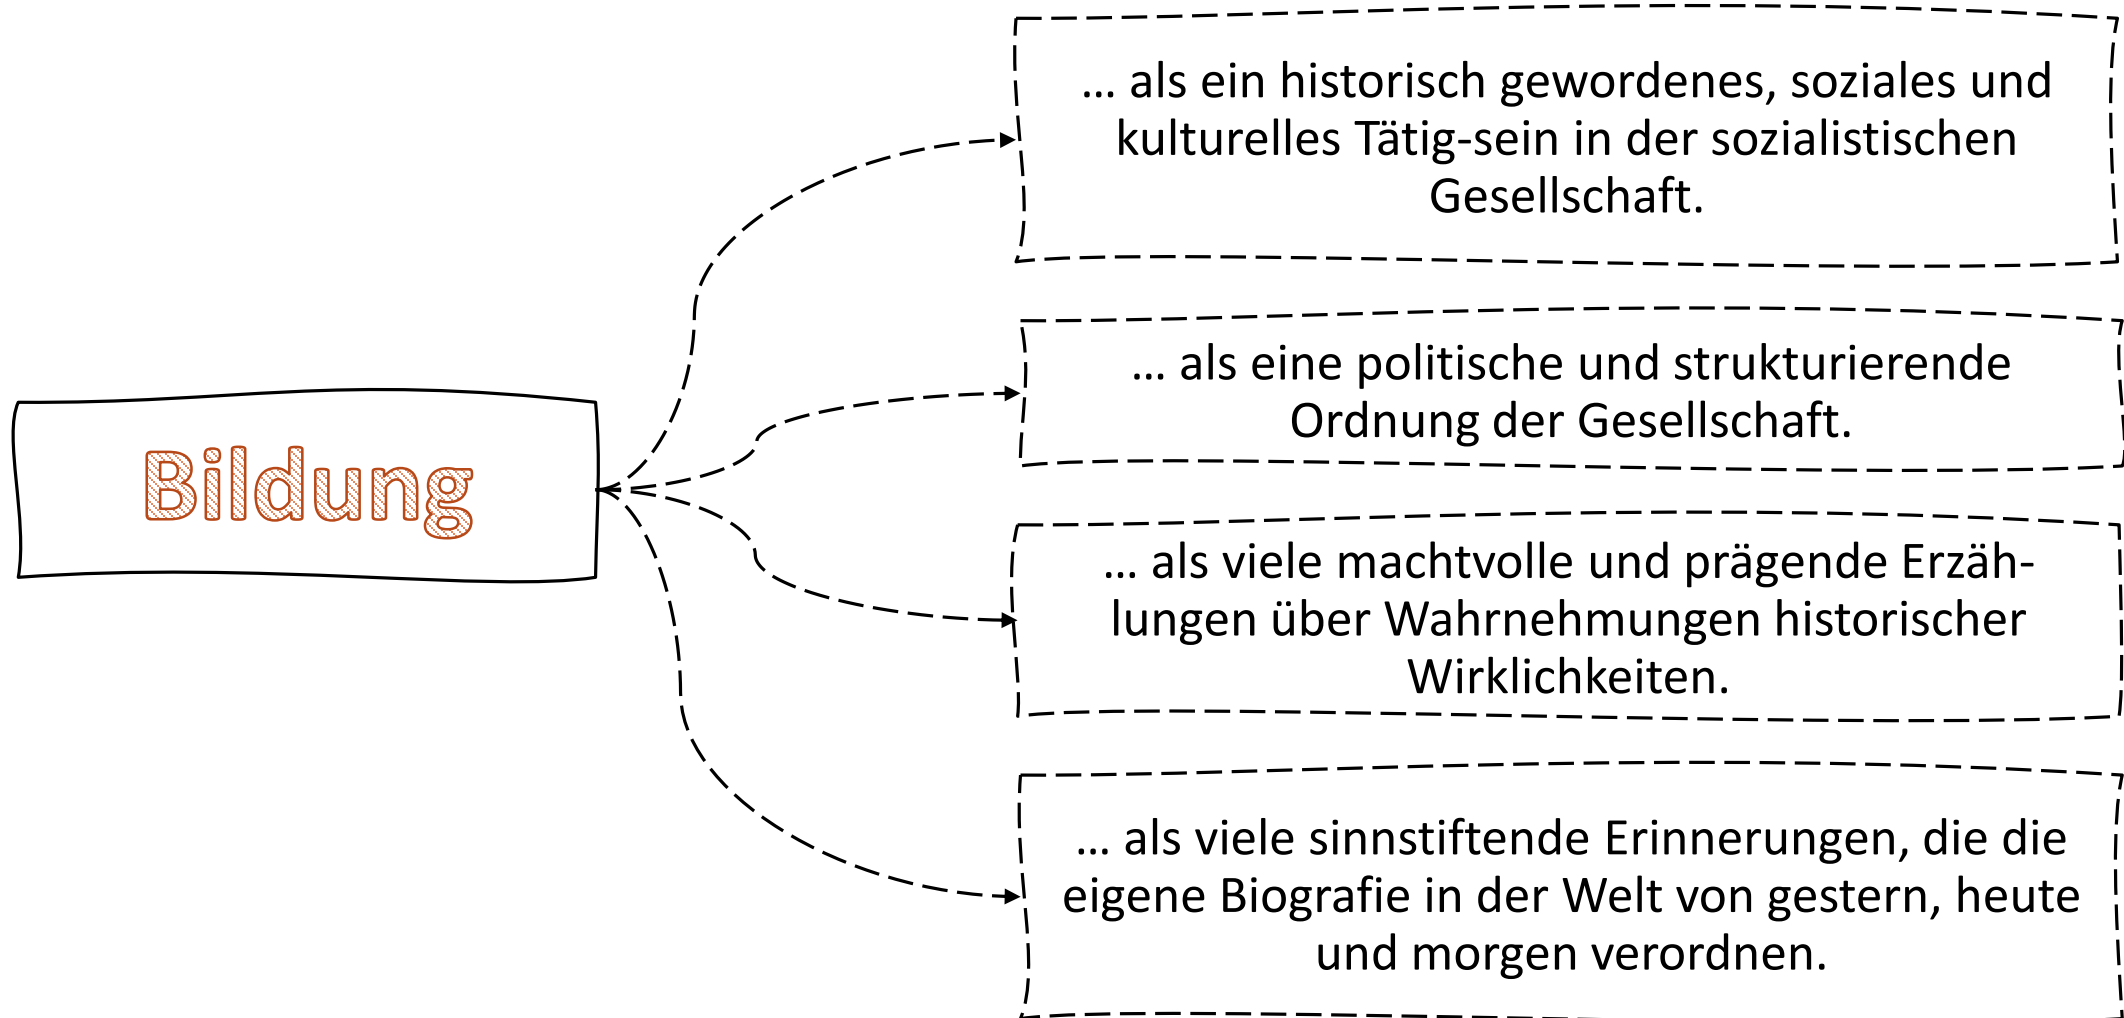 Bildung
... als ein historisch gewordenes, soziales und
kulturelles Tätig-sein in der sozialistischen
Gesellschaft.
... als eine politische und strukturierende
Ordnung der Gesellschaft.
... als viele machtvolle und prägende Erzäh-
lungen über Wahrnehmungen historischer
Wirklichkeiten.
... als viele sinnstiftende Erinnerungen, die die
eigene Biografie in der Welt von gestern, heute
und morgen verordnen.